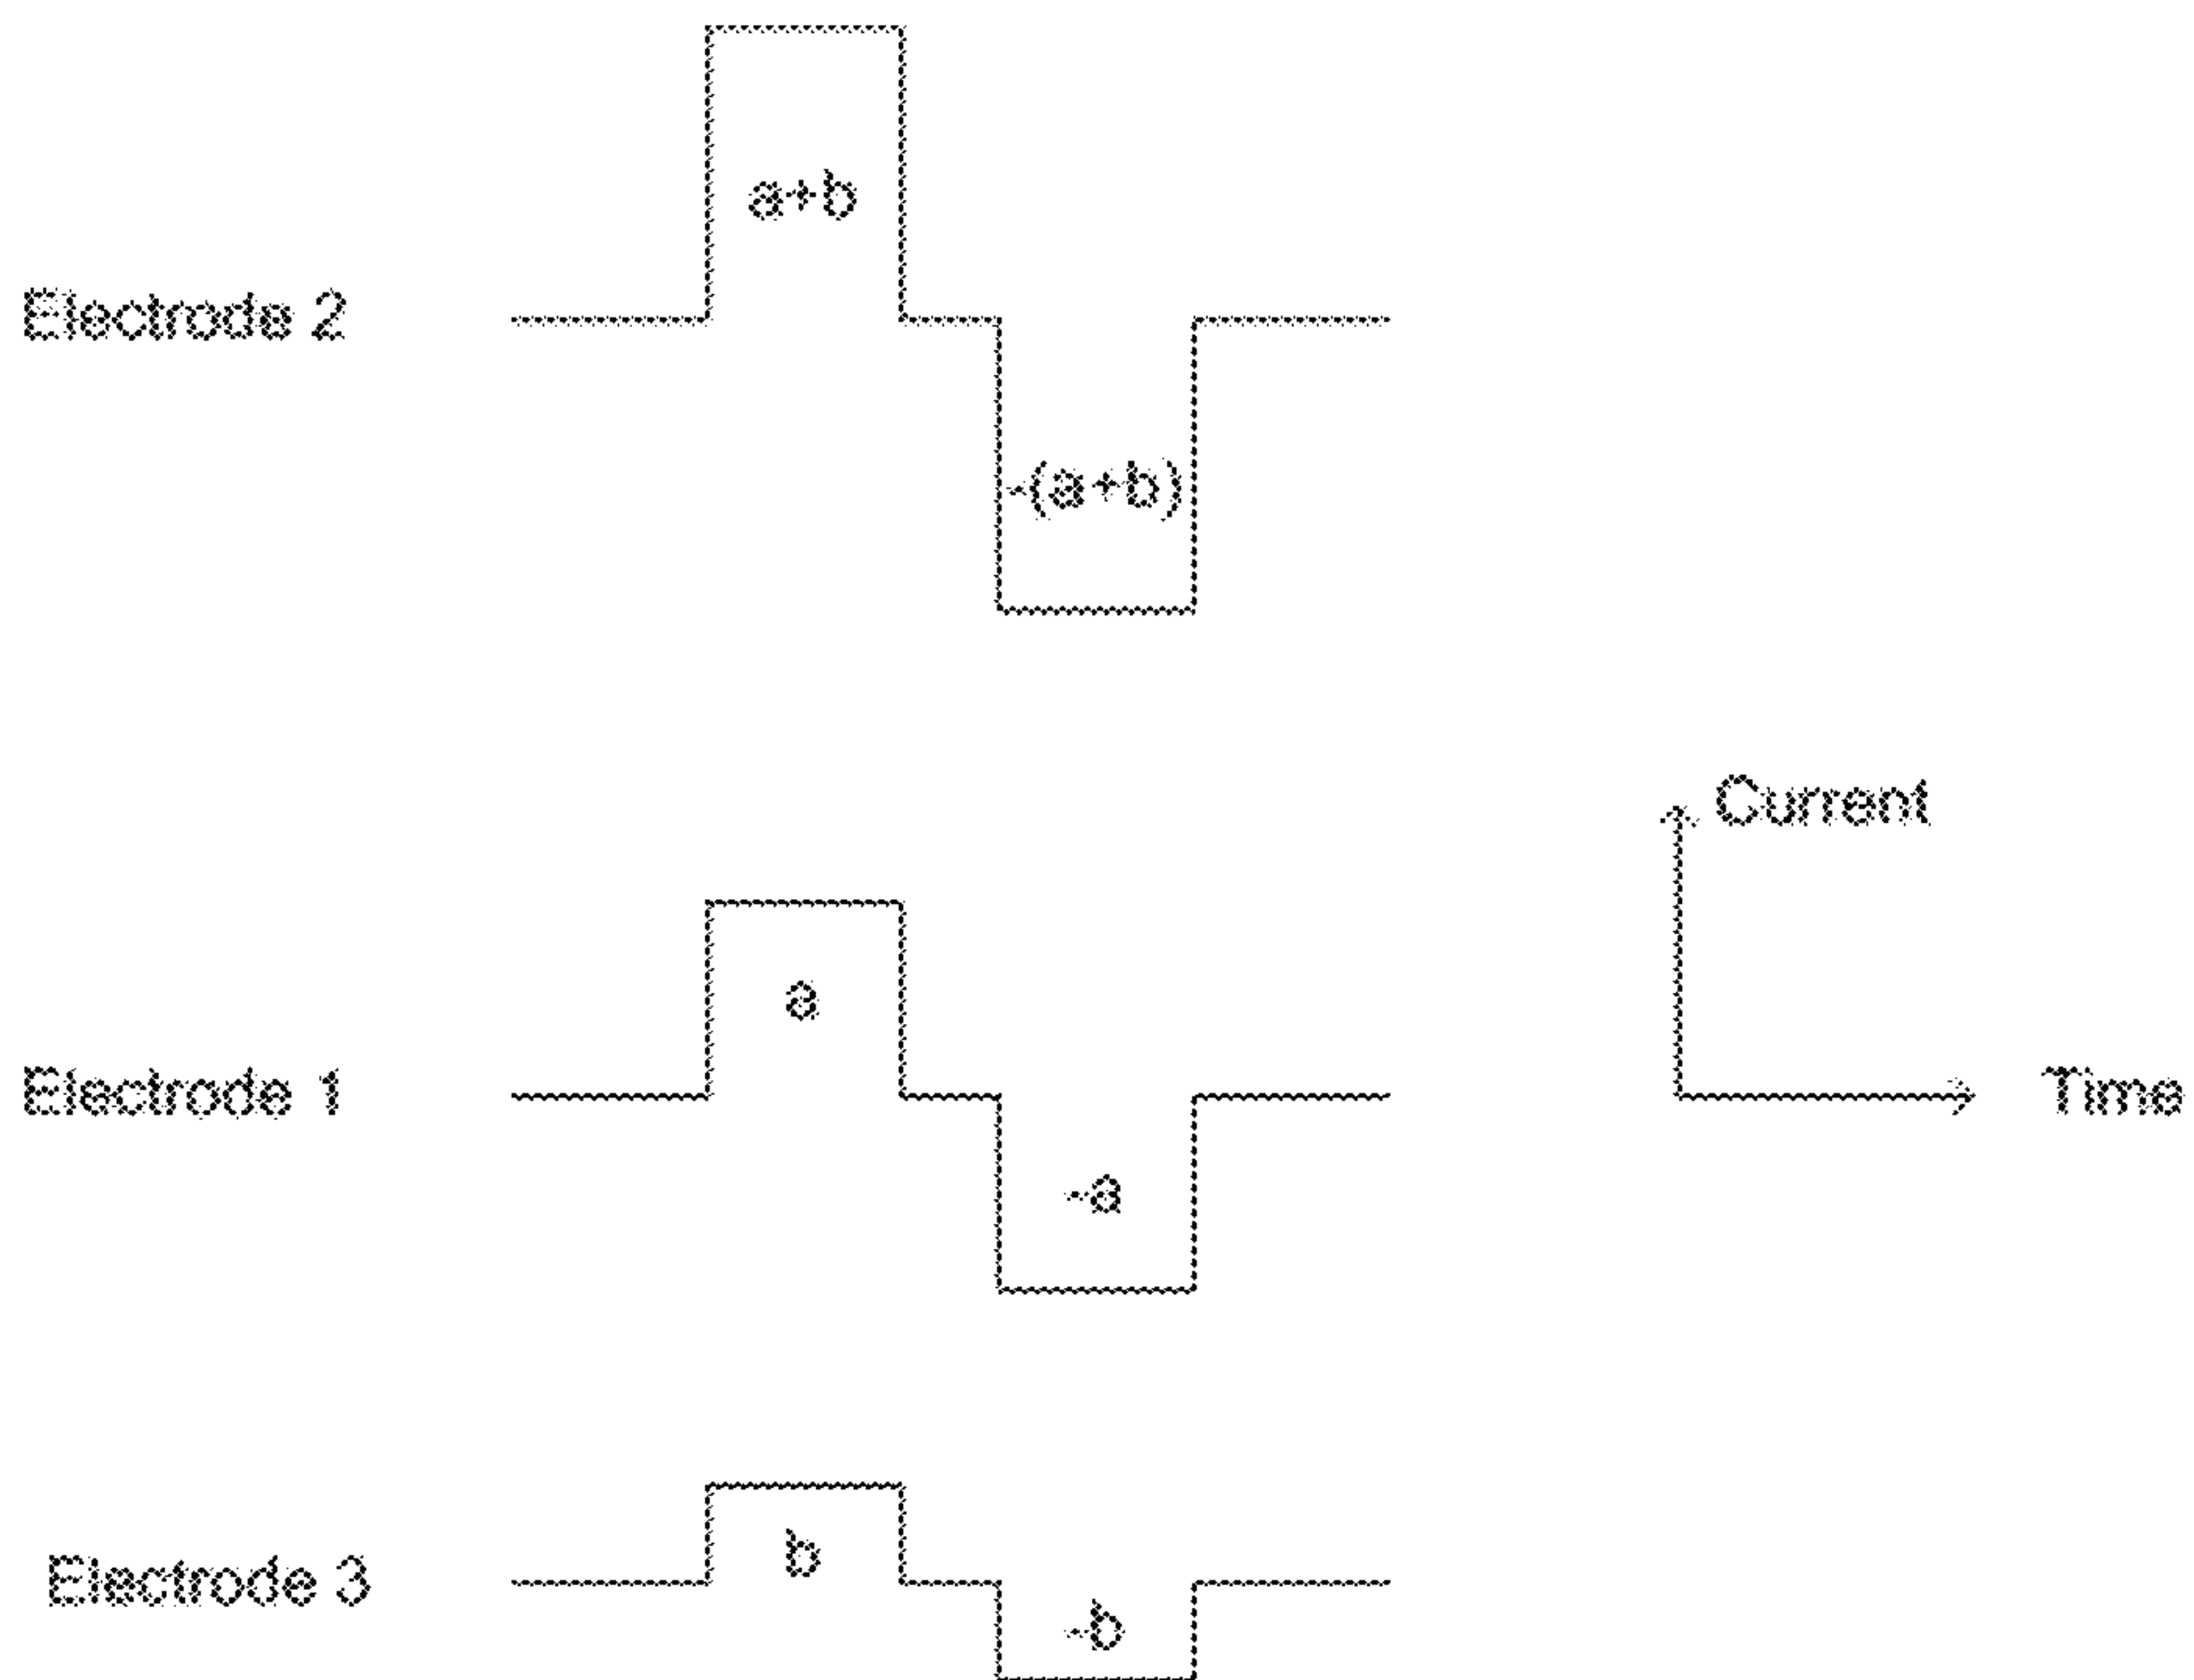 a+b
Electrode 2
-(a+b)
Current
a
Electrode 1
Time
-a
b
Electrode 3
-b